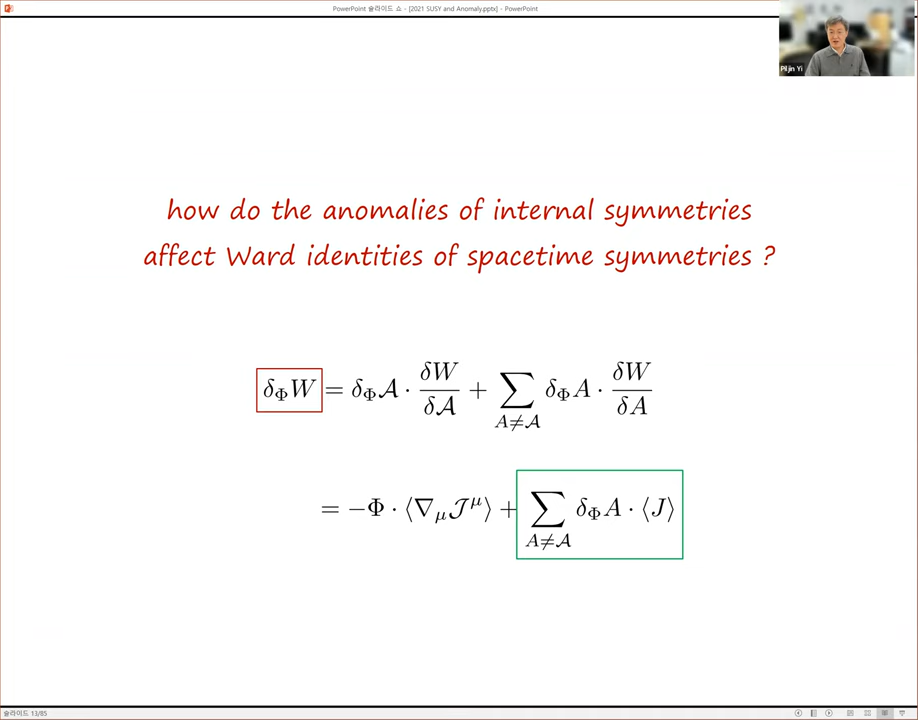 PowerPoint 슬라이드 쇼 - [2021 SUSY and Anomaly.pptx] - PowerPoint
Piljin Yi
how do the anomalies of internal symmetries
affect Ward identities of spacetime symmetries ?
δ_Φ W = δ_Φ 𝒜 · δW/δ𝒜 + ∑_{A≠𝒜} δ_Φ A · δW/δA
= −Φ · ⟨∇_μ 𝒥^μ⟩ + ∑_{A≠𝒜} δ_Φ A · ⟨J⟩
슬라이드 13/85